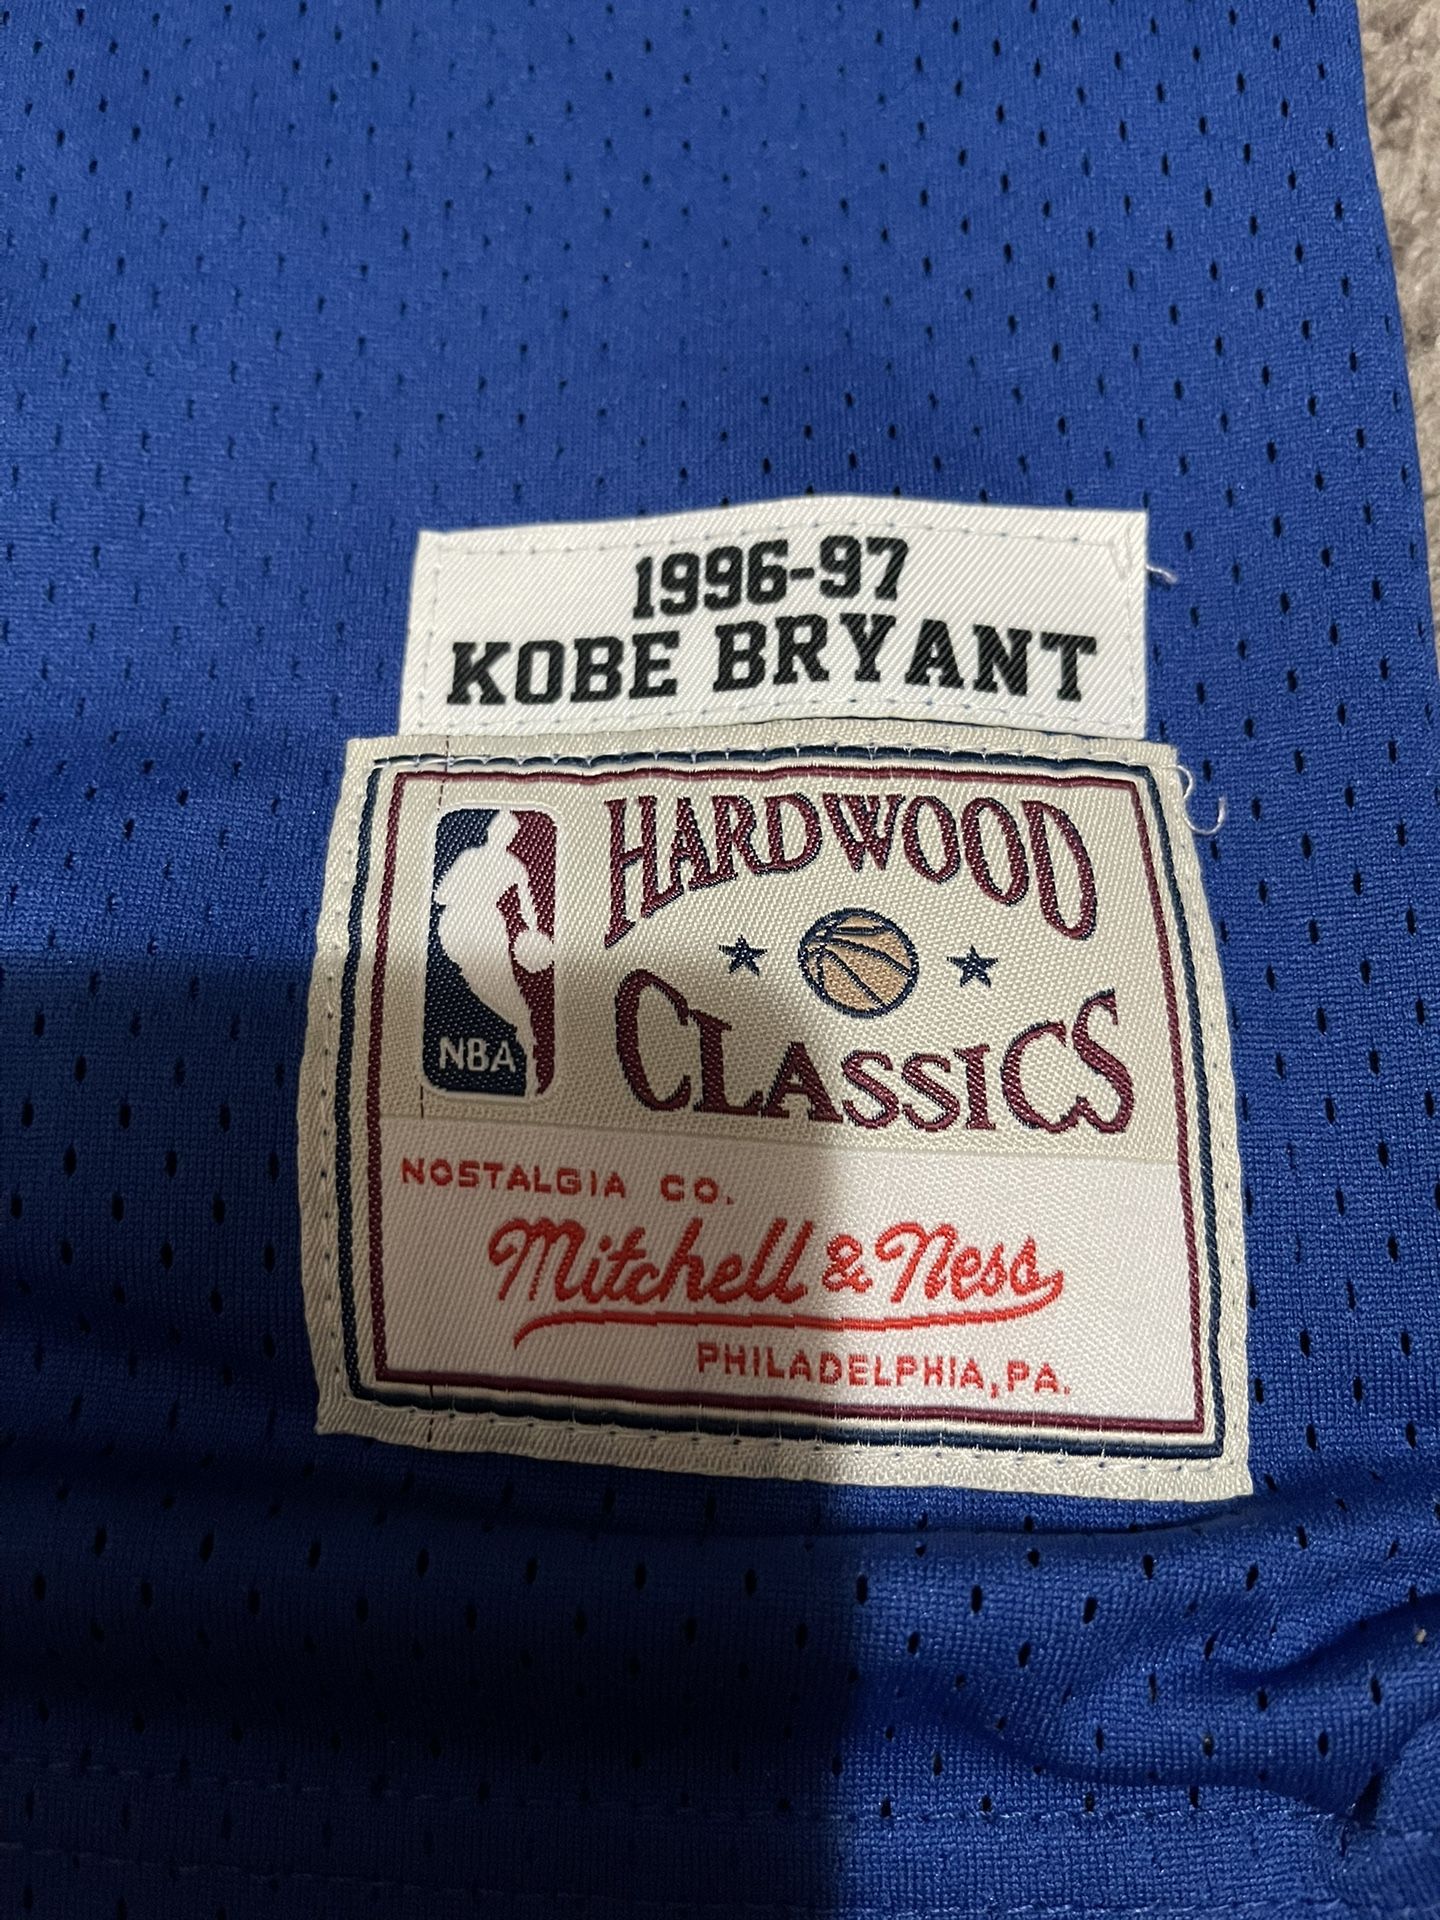 1996-97
KOBE BRYANT
HARDWOOD
CLASSICS
NBA
NOSTALGIA CO.
Mitchell & Ness
PHILADELPHIA, PA.